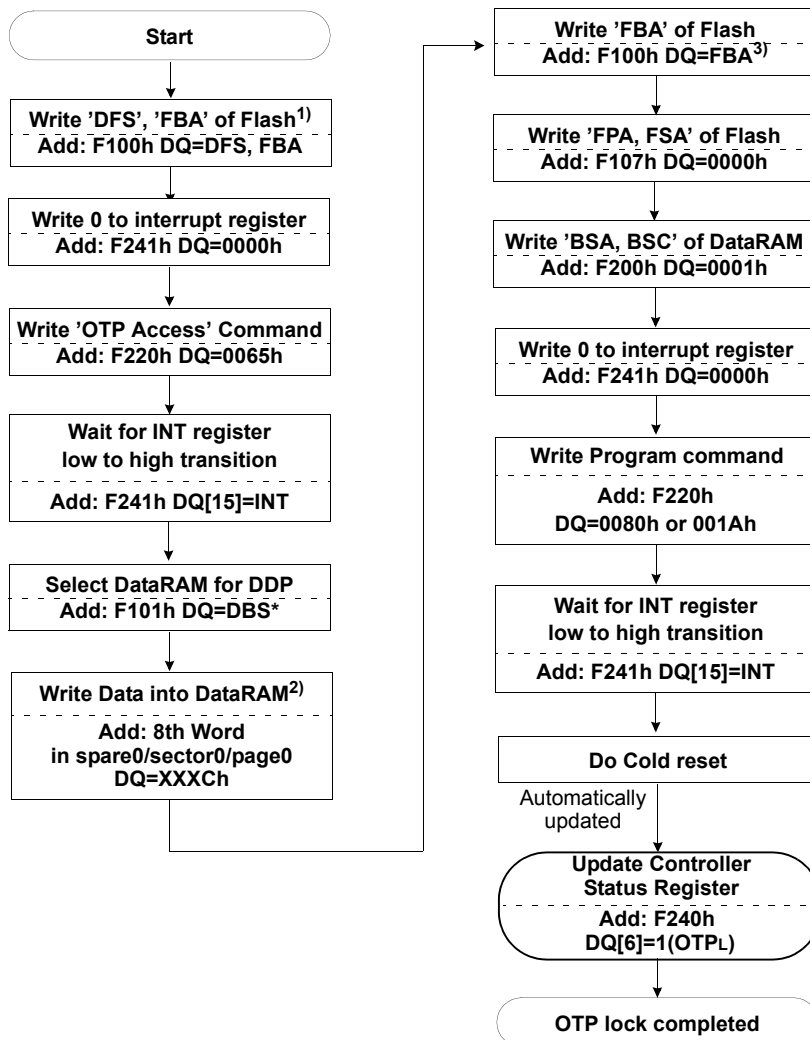 Start
Write ’DFS’, ’FBA’ of Flash1)
Add: F100h DQ=DFS, FBA
Write 0 to interrupt register
Add: F241h DQ=0000h
Write ’OTP Access’ Command
Add: F220h DQ=0065h
Wait for INT register
low to high transition
Add: F241h DQ[15]=INT
Select DataRAM for DDP
Add: F101h DQ=DBS*
Write Data into DataRAM2)
Add: 8th Word
in spare0/sector0/page0
DQ=XXXCh
Write ’FBA’ of Flash
Add: F100h DQ=FBA3)
Write ’FPA, FSA’ of Flash
Add: F107h DQ=0000h
Write ’BSA, BSC’ of DataRAM
Add: F200h DQ=0001h
Write 0 to interrupt register
Add: F241h DQ=0000h
Write Program command
Add: F220h
DQ=0080h or 001Ah
Wait for INT register
low to high transition
Add: F241h DQ[15]=INT
Do Cold reset
Automatically
updated
Update Controller
Status Register
Add: F240h
DQ[6]=1(OTPL)
OTP lock completed